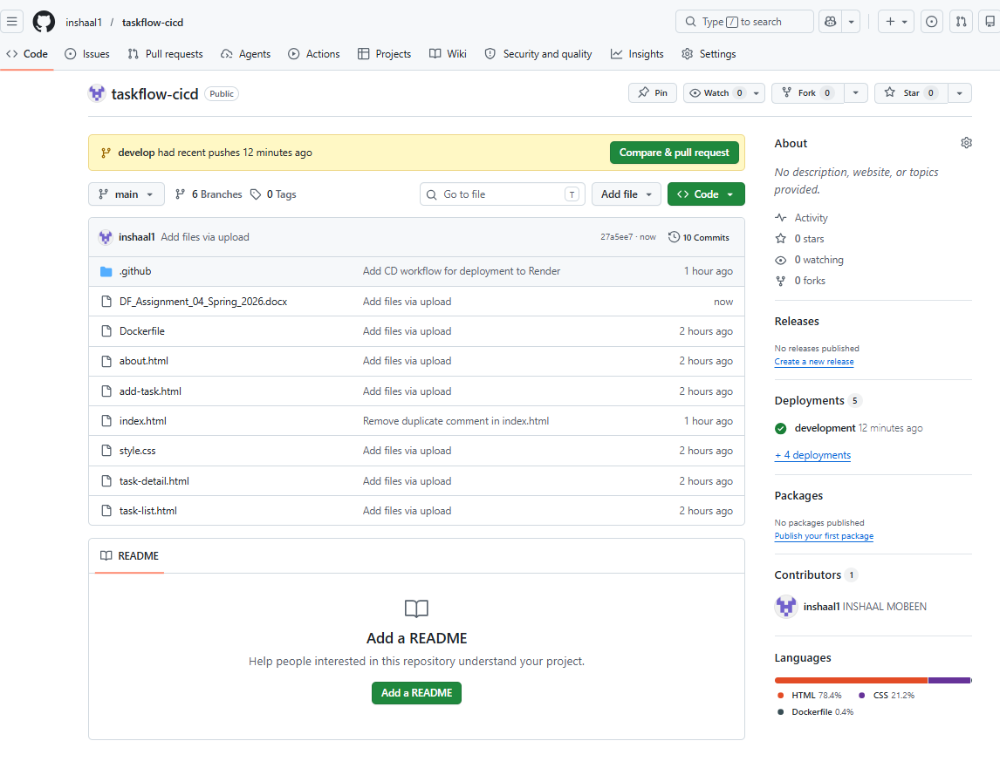 inshaal1 / taskflow-cicd
Type / to search
Code Issues Pull requests Agents Actions Projects Wiki Security and quality Insights Settings
taskflow-cicd Public
Pin Watch 0 Fork 0 Star 0
develop had recent pushes 12 minutes ago Compare & pull request
main 6 Branches 0 Tags Go to file T Add file Code
inshaal1 Add files via upload 27a5ee7 · now 10 Commits
.github Add CD workflow for deployment to Render 1 hour ago
DF_Assignment_04_Spring_2026.docx Add files via upload now
Dockerfile Add files via upload 2 hours ago
about.html Add files via upload 2 hours ago
add-task.html Add files via upload 2 hours ago
index.html Remove duplicate comment in index.html 1 hour ago
style.css Add files via upload 2 hours ago
task-detail.html Add files via upload 2 hours ago
task-list.html Add files via upload 2 hours ago
README
Add a README
Help people interested in this repository understand your project.
Add a README
About
No description, website, or topics
provided.
Activity
0 stars
0 watching
0 forks
Releases
No releases published
Create a new release
Deployments 5
development 12 minutes ago
+ 4 deployments
Packages
No packages published
Publish your first package
Contributors 1
inshaal1 INSHAAL MOBEEN
Languages
HTML 78.4% CSS 21.2%
Dockerfile 0.4%